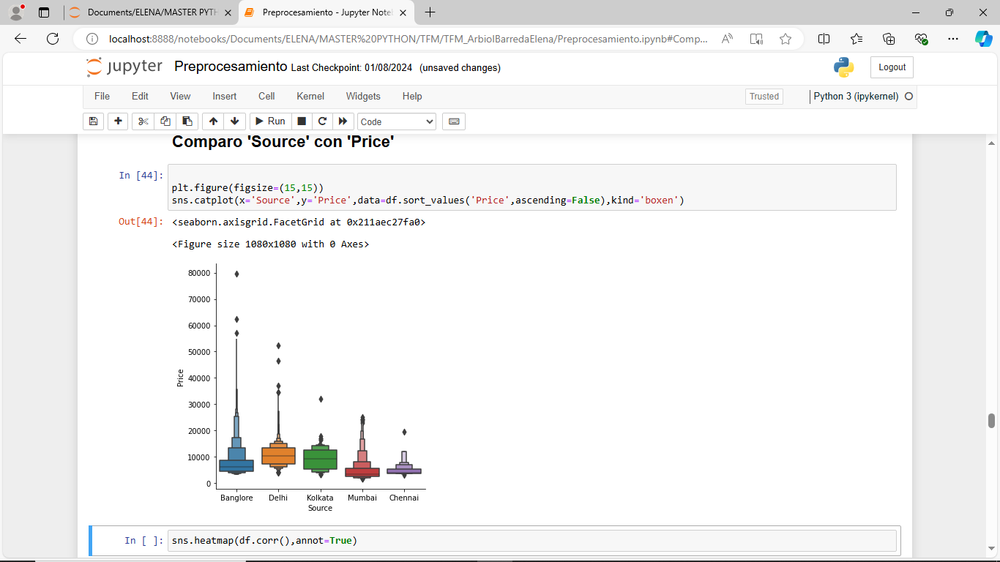 Documents/ELENA/MASTER PYTH
Preprocesamiento - Jupyter Note
localhost:8888/notebooks/Documents/ELENA/MASTER%20PYTHON/TFM/TFM_ArbiolBarredaElena/Preprocesamiento.ipynb#Comp...
jupyter Preprocesamiento Last Checkpoint: 01/08/2024 (unsaved changes)
Logout
File Edit View Insert Cell Kernel Widgets Help
Trusted
Python 3 (ipykernel)
Run
Code
Comparo 'Source' con 'Price'
In [44]:
plt.figure(figsize=(15,15))
sns.catplot(x='Source',y='Price',data=df.sort_values('Price',ascending=False),kind='boxen')
Out[44]: <seaborn.axisgrid.FacetGrid at 0x211aec27fa0>
<Figure size 1080x1080 with 0 Axes>
80000
70000
60000
50000
40000
30000
20000
10000
0
Price
Banglore Delhi Kolkata Mumbai Chennai
Source
In [ ]: sns.heatmap(df.corr(),annot=True)